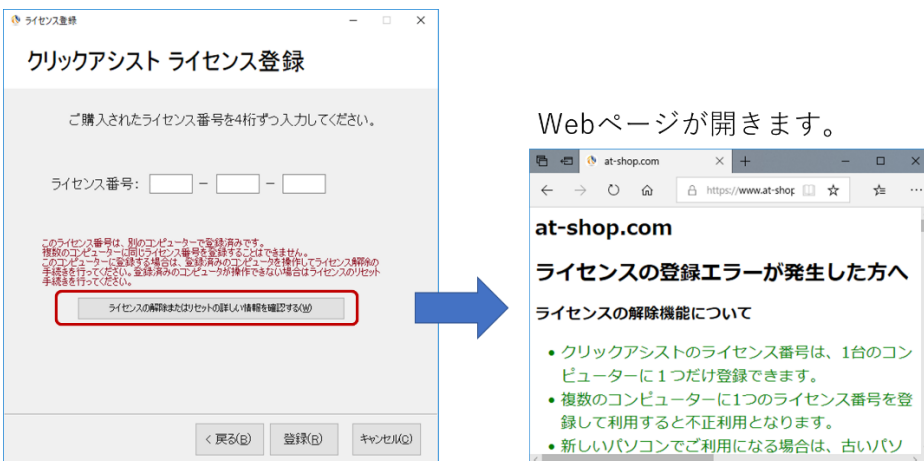 ライセンス登録
クリックアシスト ライセンス登録
ご購入されたライセンス番号を4桁ずつ入力してください。
ライセンス番号: - -
このライセンス番号は、別のコンピューターで登録済みです。
複数のコンピューターに同じライセンス番号を登録することはできません。
このコンピューターに登録する場合は、登録済みのコンピュータを操作してライセンス解除の
手続きを行ってください。登録済みのコンピュータが操作できない場合はライセンスのリセット
手続きを行ってください。
ライセンスの解除またはリセットの詳しい情報を確認する(W)
< 戻る(B)
登録(R)
キャンセル(C)
Webページが開きます。
at-shop.com
https://www.at-shop
at-shop.com
ライセンスの登録エラーが発生した方へ
ライセンスの解除機能について
• クリックアシストのライセンス番号は、1台のコン
ピューターに１つだけ登録できます。
• 複数のコンピューターに1つのライセンス番号を登
録して利用すると不正利用となります。
• 新しいパソコンでご利用になる場合は、古いパソ